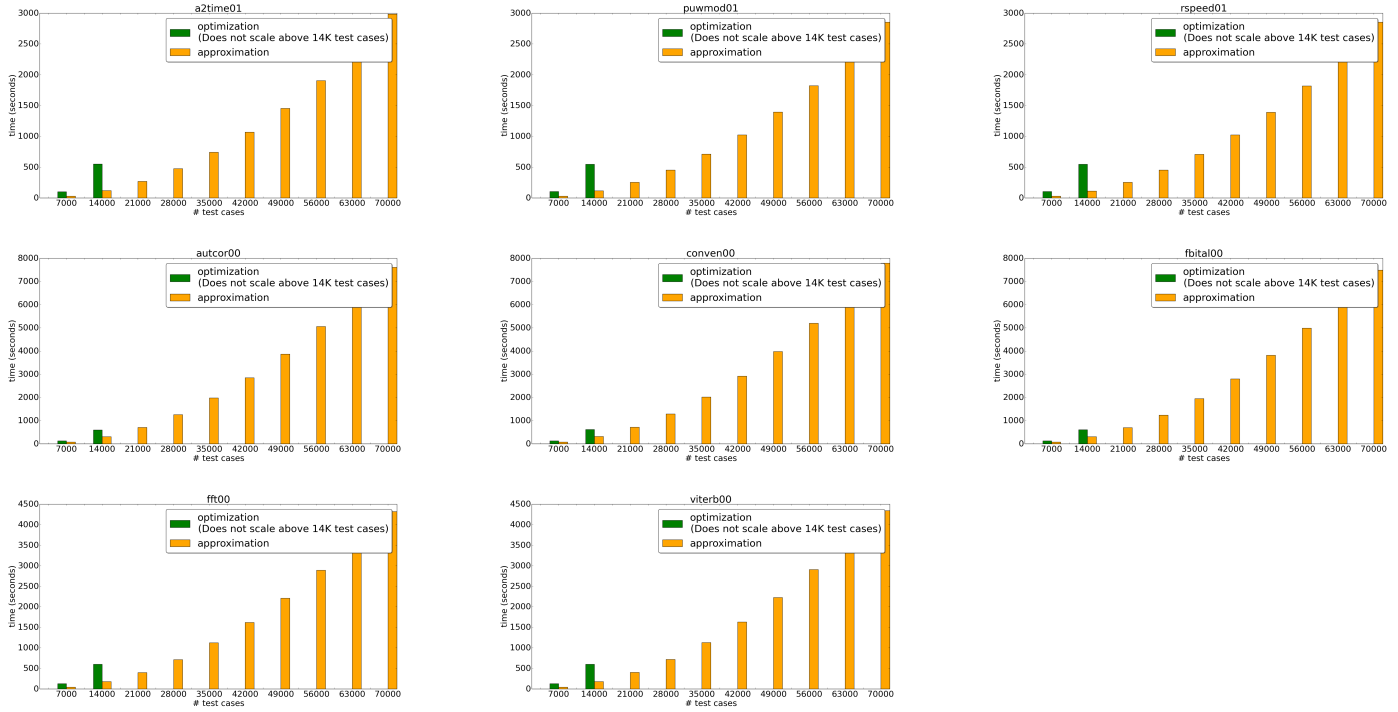 a2time01
3000
2500
2000
1500
1000
500
0
time (seconds)
optimization
(Does not scale above 14K test cases)
approximation
7000 14000 21000 28000 35000 42000 49000 56000 63000 70000
# test cases
puwmod01
3000
2500
2000
1500
1000
500
0
time (seconds)
optimization
(Does not scale above 14K test cases)
approximation
7000 14000 21000 28000 35000 42000 49000 56000 63000 70000
# test cases
rspeed01
3000
2500
2000
1500
1000
500
0
time (seconds)
optimization
(Does not scale above 14K test cases)
approximation
7000 14000 21000 28000 35000 42000 49000 56000 63000 70000
# test cases
autcor00
8000
7000
6000
5000
4000
3000
2000
1000
0
time (seconds)
optimization
(Does not scale above 14K test cases)
approximation
7000 14000 21000 28000 35000 42000 49000 56000 63000 70000
# test cases
conven00
8000
7000
6000
5000
4000
3000
2000
1000
0
time (seconds)
optimization
(Does not scale above 14K test cases)
approximation
7000 14000 21000 28000 35000 42000 49000 56000 63000 70000
# test cases
fbital00
8000
7000
6000
5000
4000
3000
2000
1000
0
time (seconds)
optimization
(Does not scale above 14K test cases)
approximation
7000 14000 21000 28000 35000 42000 49000 56000 63000 70000
# test cases
fft00
4500
4000
3500
3000
2500
2000
1500
1000
500
0
time (seconds)
optimization
(Does not scale above 14K test cases)
approximation
7000 14000 21000 28000 35000 42000 49000 56000 63000 70000
# test cases
viterb00
4500
4000
3500
3000
2500
2000
1500
1000
500
0
time (seconds)
optimization
(Does not scale above 14K test cases)
approximation
7000 14000 21000 28000 35000 42000 49000 56000 63000 70000
# test cases